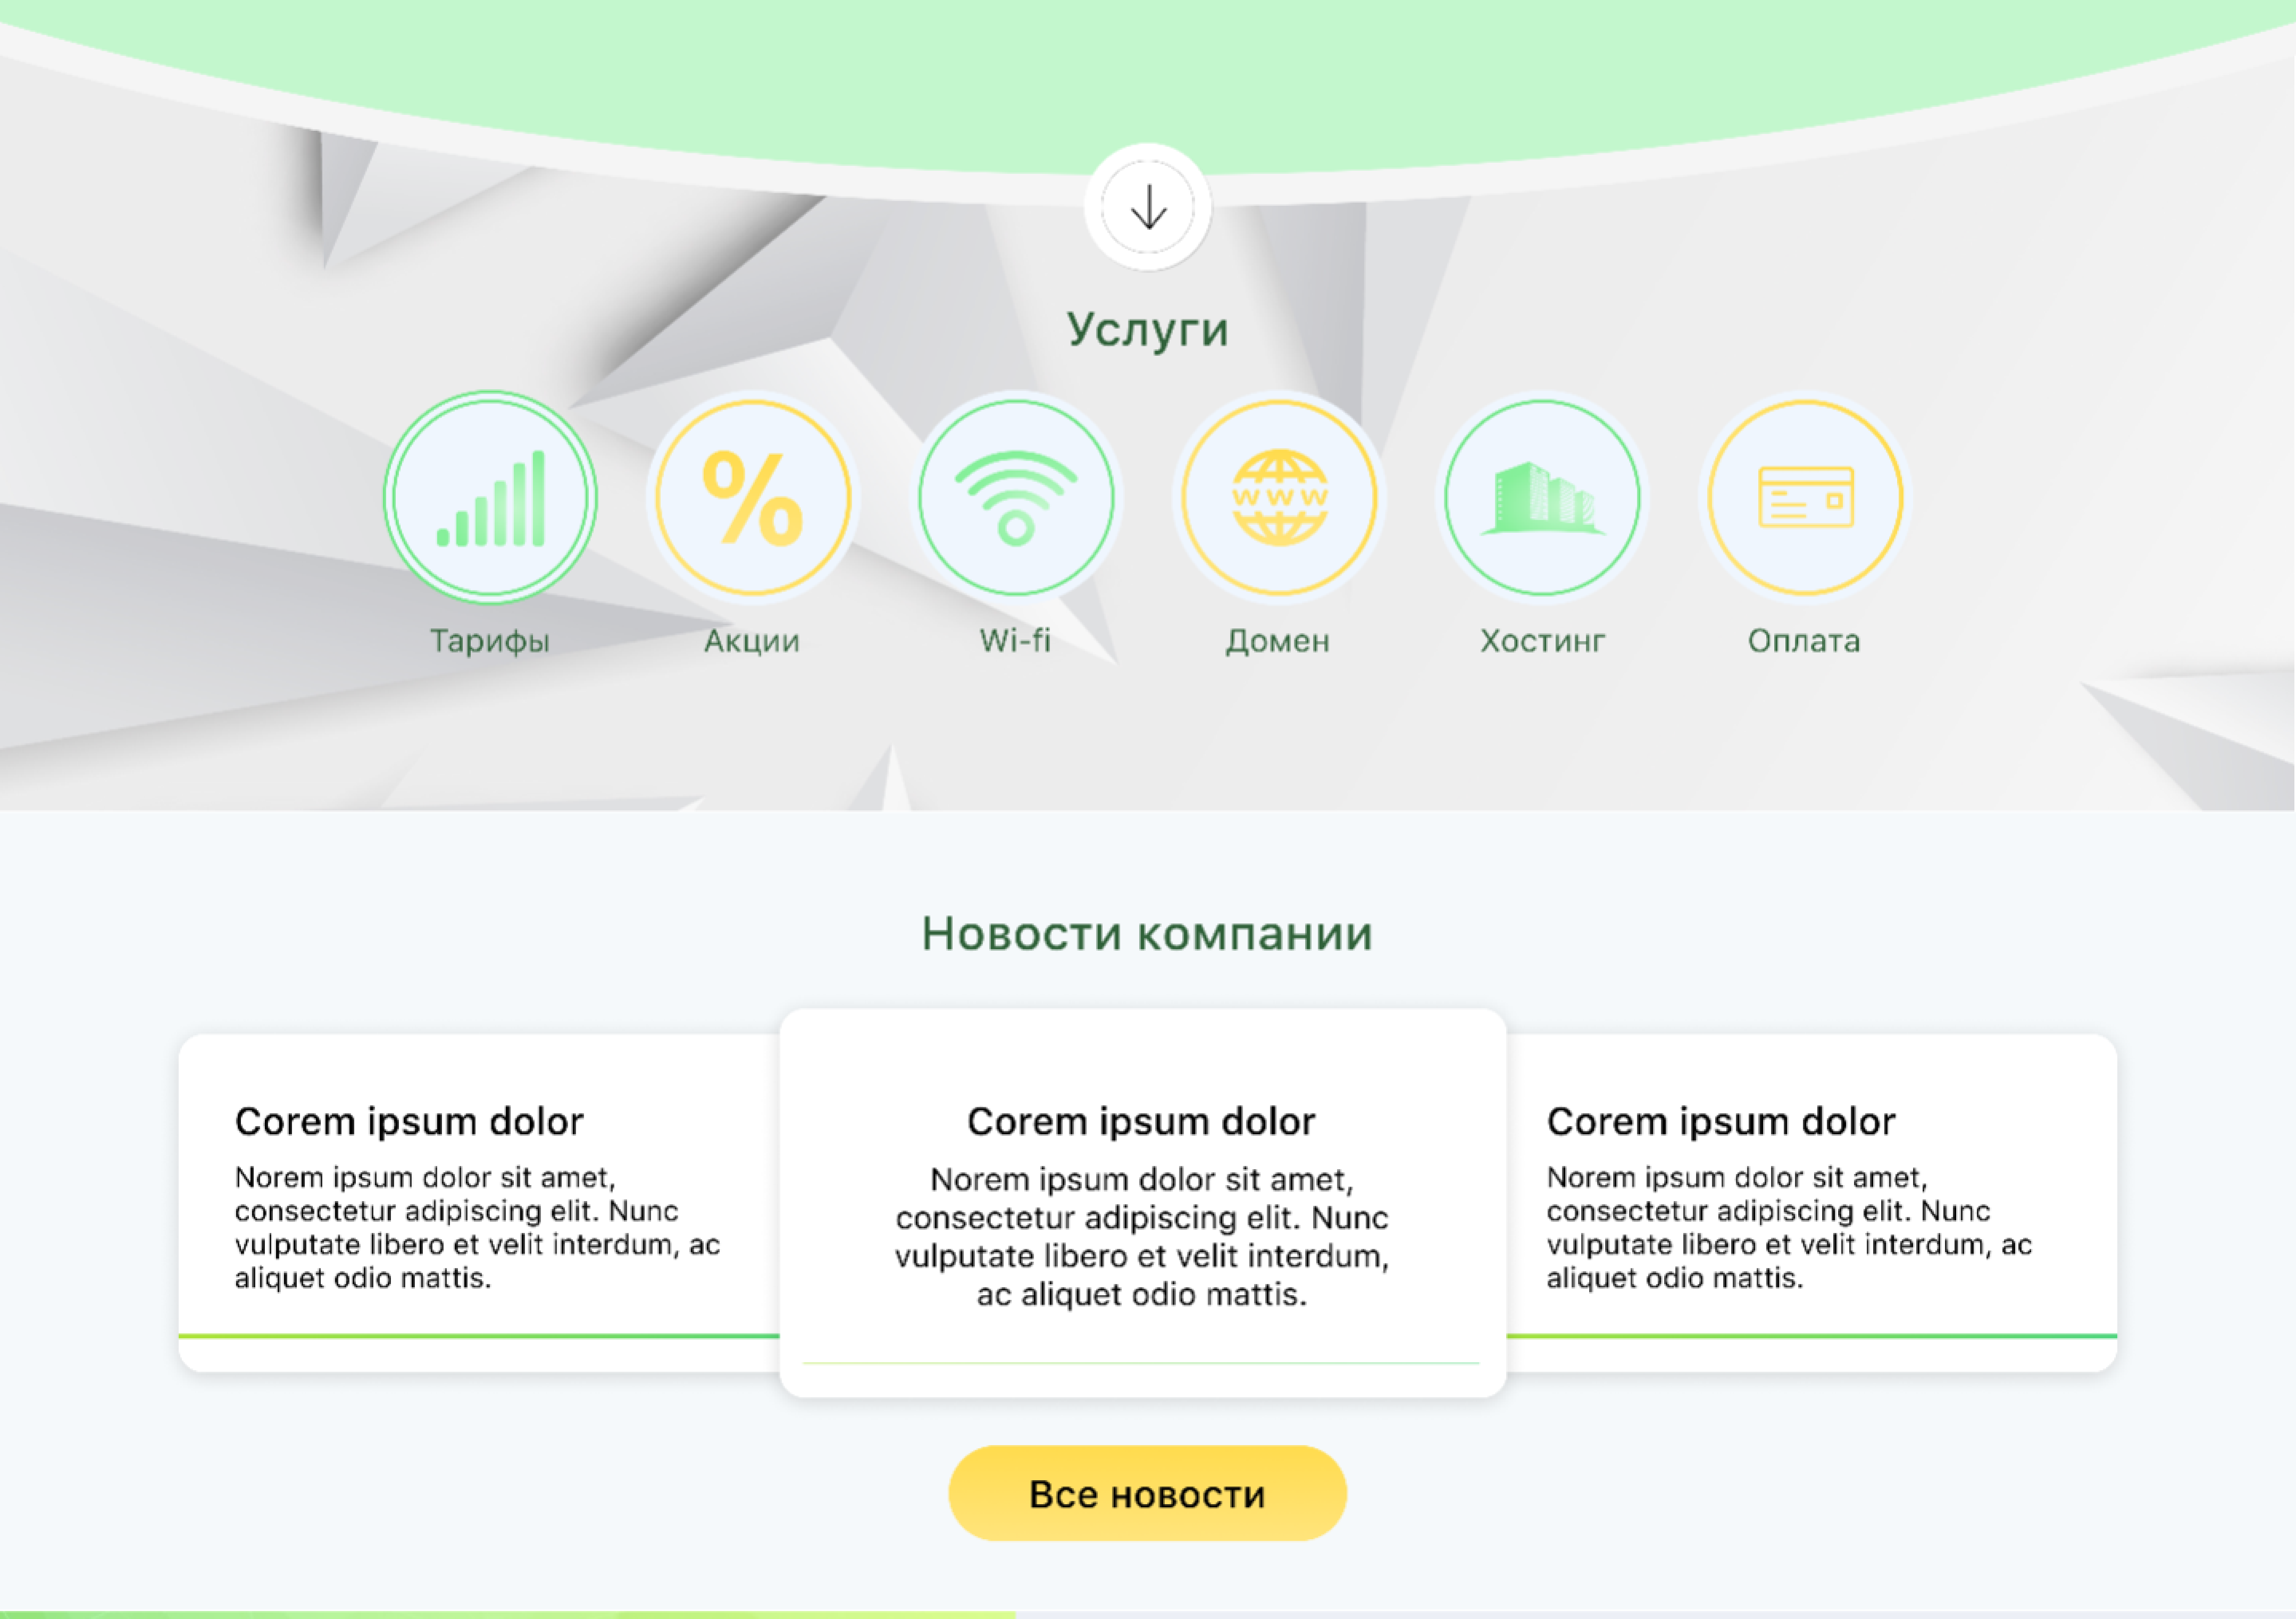 Услуги
%
www
Тарифы
Акции
Wi-fi
Домен
Хостинг
Оплата
Новости компании
Corem ipsum dolor
Norem ipsum dolor sit amet,
consectetur adipiscing elit. Nunc
vulputate libero et velit interdum, ac
aliquet odio mattis.
Corem ipsum dolor
Norem ipsum dolor sit amet,
consectetur adipiscing elit. Nunc
vulputate libero et velit interdum,
ac aliquet odio mattis.
Corem ipsum dolor
Norem ipsum dolor sit amet,
consectetur adipiscing elit. Nunc
vulputate libero et velit interdum, ac
aliquet odio mattis.
Все новости